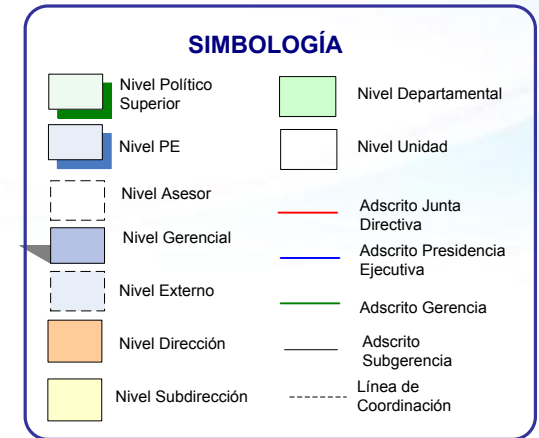 SIMBOLOGÍA
Nivel Político
Superior
Nivel PE
Nivel Asesor
Nivel Gerencial
Nivel Externo
Nivel Dirección
Nivel Subdirección
Nivel Departamental
Nivel Unidad
Adscrito Junta
Directiva
Adscrito Presidencia
Ejecutiva
Adscrito Gerencia
Adscrito
Subgerencia
Línea de
Coordinación